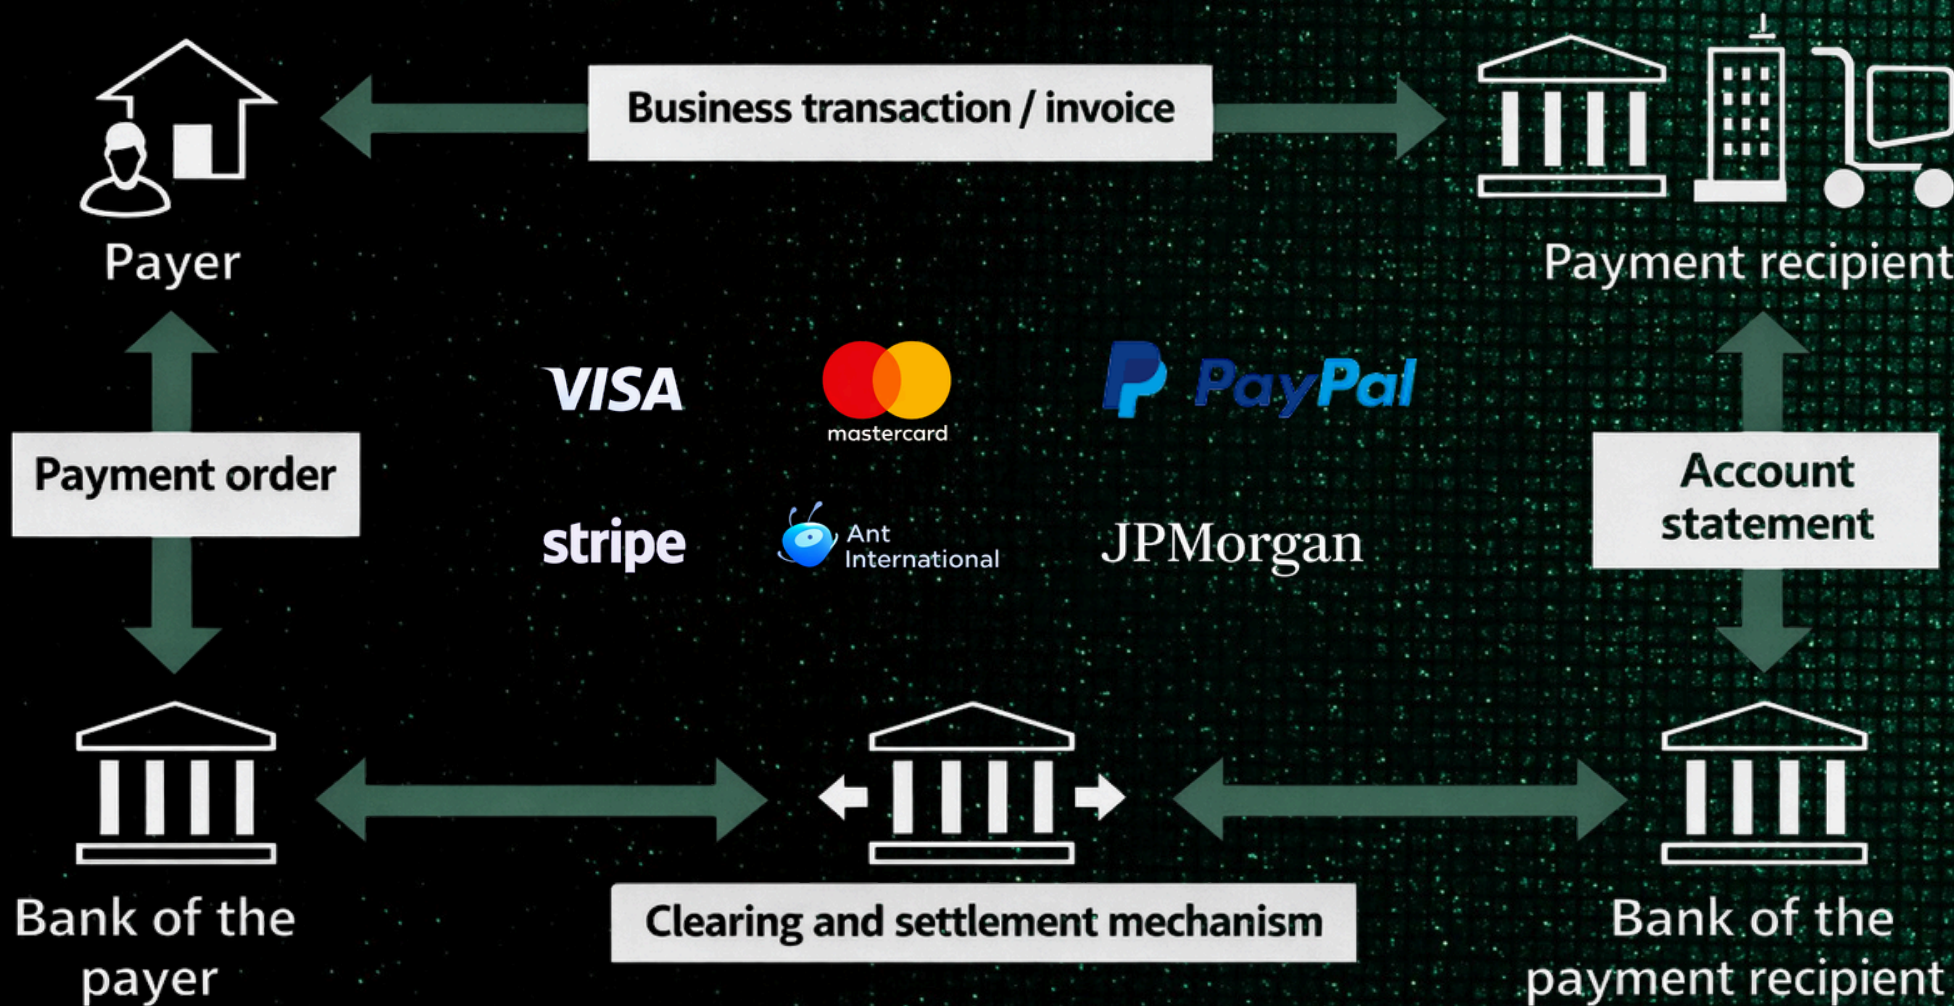 Business transaction / invoice
Payer
Payment recipient
VISA
mastercard
PayPal
Payment order
Account
statement
stripe
Ant
International
JPMorgan
Bank of the
payer
Clearing and settlement mechanism
Bank of the
payment recipient